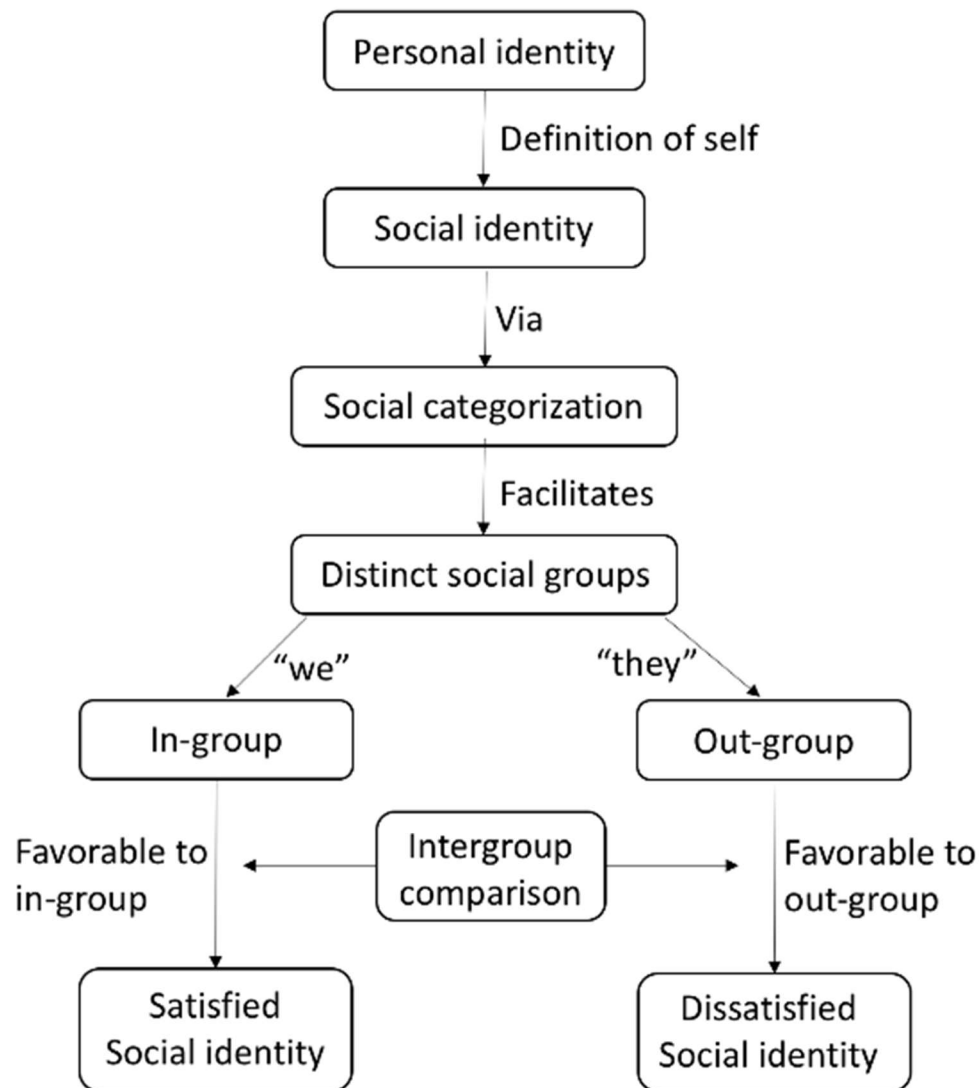 Personal identity
Definition of self
Social identity
Via
Social categorization
Facilitates
Distinct social groups
“we”
“they”
In-group
Out-group
Favorable to
in-group
Intergroup
comparison
Favorable to
out-group
Satisfied
Social identity
Dissatisfied
Social identity